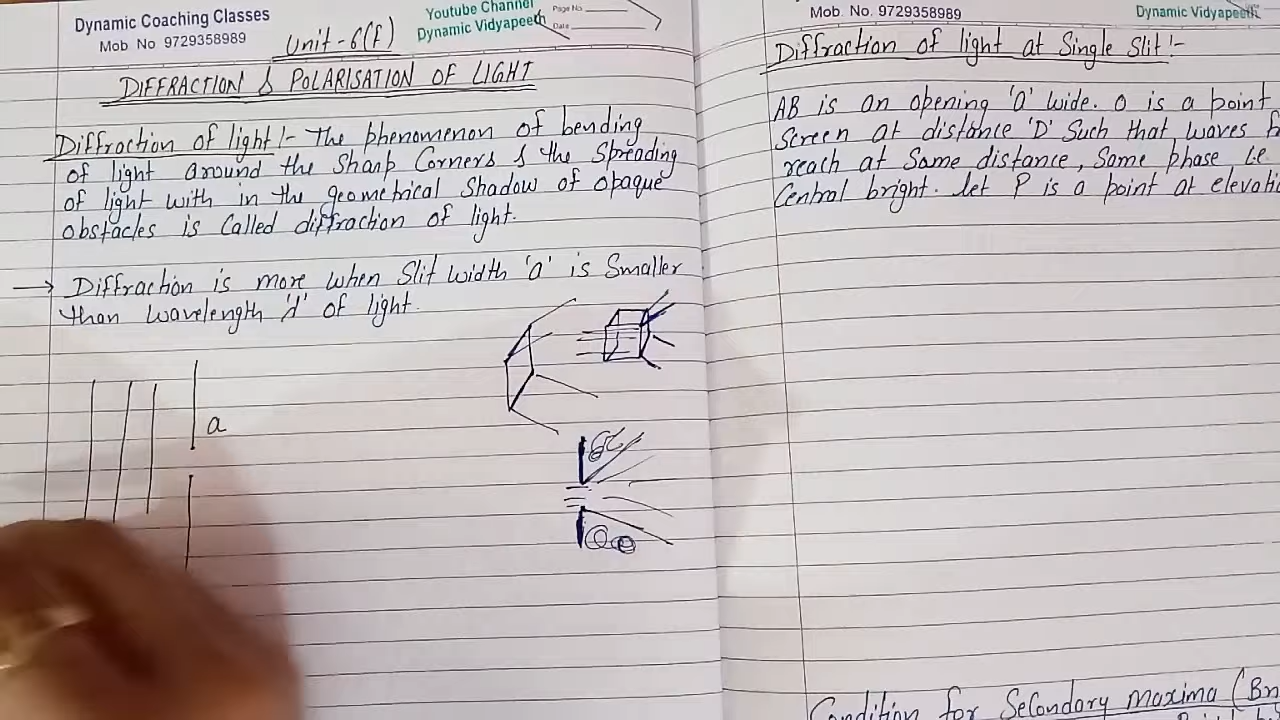 Dynamic Coaching Classes
Mob. No. 9729358989
Youtube Channel
Dynamic Vidyapeeth
Page No.
Date
Unit-6(F)
DIFFRACTION & POLARISATION OF LIGHT
Diffraction of light :- The phenomenon of bending
of light around the Sharp Corners & the Spreading
of light with in the geometrical Shadow of opaque
obstacles is Called diffraction of light.
→ Diffraction is more when Slit width 'a' is Smaller
than wavelength 'λ' of light.
a
Mob. No. 9729358989
Dynamic Vidyapeeth
Diffraction of light at Single Slit :-
AB is an opening 'a' wide. O is a point
Screen at distance 'D' Such that waves
reach at Same distance, Same phase i.e.
Central bright. Let P is a point at
Condition for Secondary Maxima